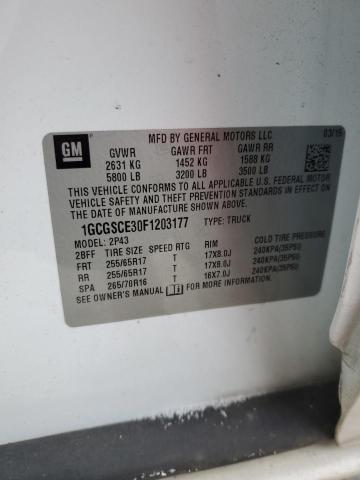 GM
MFD BY GENERAL MOTORS LLC 03/15
GVWR GAWR FRT GAWR RR
2631 KG 1452 KG 1588 KG
5800 LB 3200 LB 3500 LB
THIS VEHICLE CONFORMS TO ALL APPLICABLE U.S. FEDERAL MOTOR
VEHICLE SAFETY AND THEFT PREVENTION STANDARDS IN EFFECT ON
THE DATE OF MANUFACTURE SHOWN ABOVE.
1GCGSCE30F1203177 TYPE: TRUCK
MODEL: 2P43
2BFF TIRE SIZE SPEED RTG RIM COLD TIRE PRESSURE
FRT 255/65R17 T 17X8.0J 240KPA(35PSI)
RR 255/65R17 T 17X8.0J 240KPA(35PSI)
SPA 265/70R16 T 16X7.0J 240KPA(35PSI)
SEE OWNER'S MANUAL FOR MORE INFORMATION.